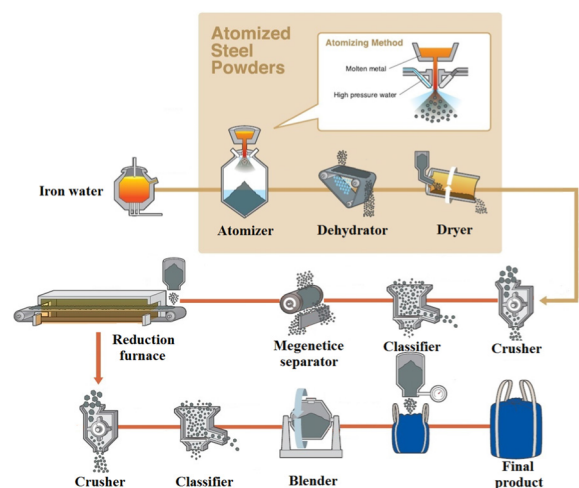 Atomized
Steel
Powders
Atomizing Method
Molten metal
High pressure water
Iron water
Atomizer
Dehydrator
Dryer
Reduction
furnace
Megenetice
separator
Classifier
Crusher
Crusher
Classifier
Blender
Final
product